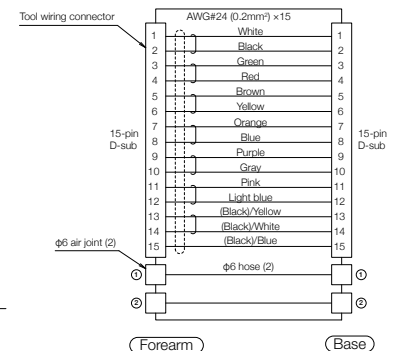 Tool wiring connector
AWG#24 (0.2mm²) ×15
1 White 1
2 Black 2
3 Green 3
4 Red 4
5 Brown 5
6 Yellow 6
7 Orange 7
15-pin D-sub
8 Blue 8
15-pin D-sub
9 Purple 9
10 Gray 10
11 Pink 11
12 Light blue 12
13 (Black)/Yellow 13
14 (Black)/White 14
15 (Black)/Blue 15
φ6 air joint (2)
① φ6 hose (2) ①
② ②
Forearm
Base